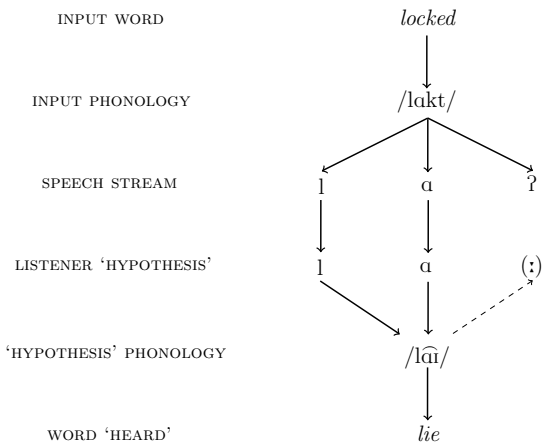 INPUT WORD locked
INPUT PHONOLOGY /lɑkt/
SPEECH STREAM l ɑ ʔ
LISTENER ‘HYPOTHESIS’ l ɑ (ː)
‘HYPOTHESIS’ PHONOLOGY /lɑ͡ɪ/
WORD ‘HEARD’ lie